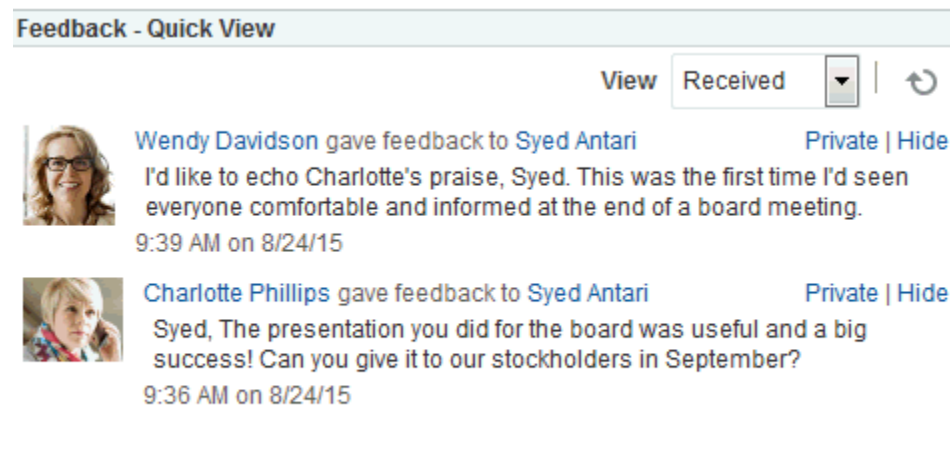 Feedback - Quick View
View Received
Wendy Davidson gave feedback to Syed Antari Private | Hide
I'd like to echo Charlotte's praise, Syed. This was the first time I'd seen
everyone comfortable and informed at the end of a board meeting.
9:39 AM on 8/24/15
Charlotte Phillips gave feedback to Syed Antari Private | Hide
Syed, The presentation you did for the board was useful and a big
success! Can you give it to our stockholders in September?
9:36 AM on 8/24/15